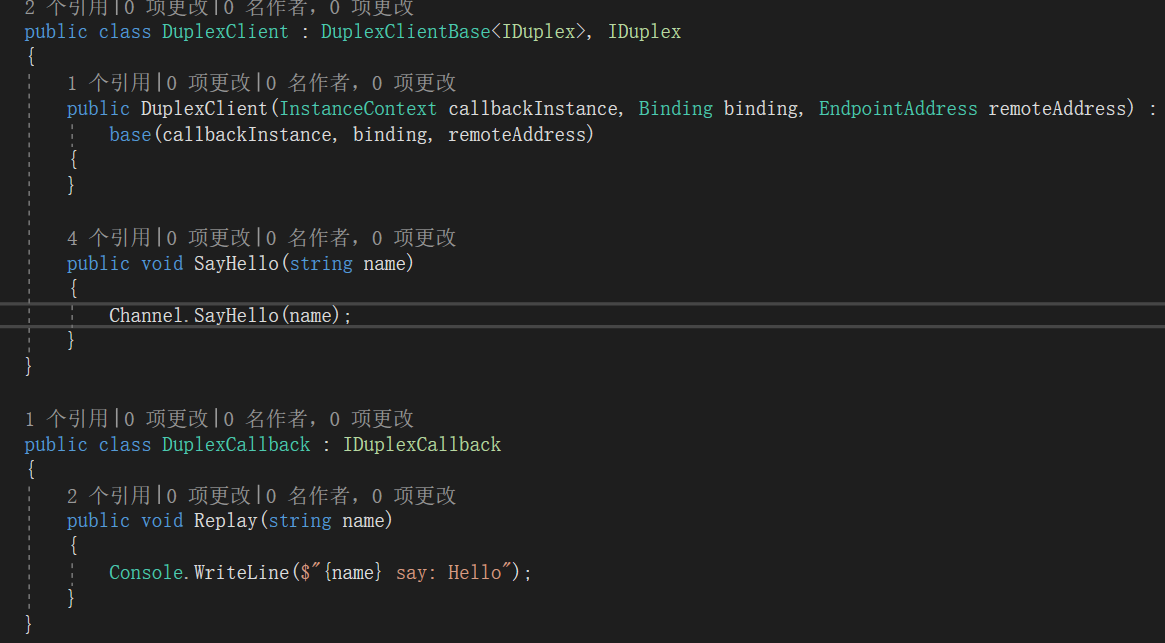 2 个引用|0 项更改|0 名作者，0 项更改
public class DuplexClient : DuplexClientBase<IDuplex>, IDuplex
{
1 个引用|0 项更改|0 名作者，0 项更改
public DuplexClient(InstanceContext callbackInstance, Binding binding, EndpointAddress remoteAddress) :
base(callbackInstance, binding, remoteAddress)
{
}
4 个引用|0 项更改|0 名作者，0 项更改
public void SayHello(string name)
{
Channel.SayHello(name);
}
}
1 个引用|0 项更改|0 名作者，0 项更改
public class DuplexCallback : IDuplexCallback
{
2 个引用|0 项更改|0 名作者，0 项更改
public void Replay(string name)
{
Console.WriteLine($"{name} say: Hello");
}
}